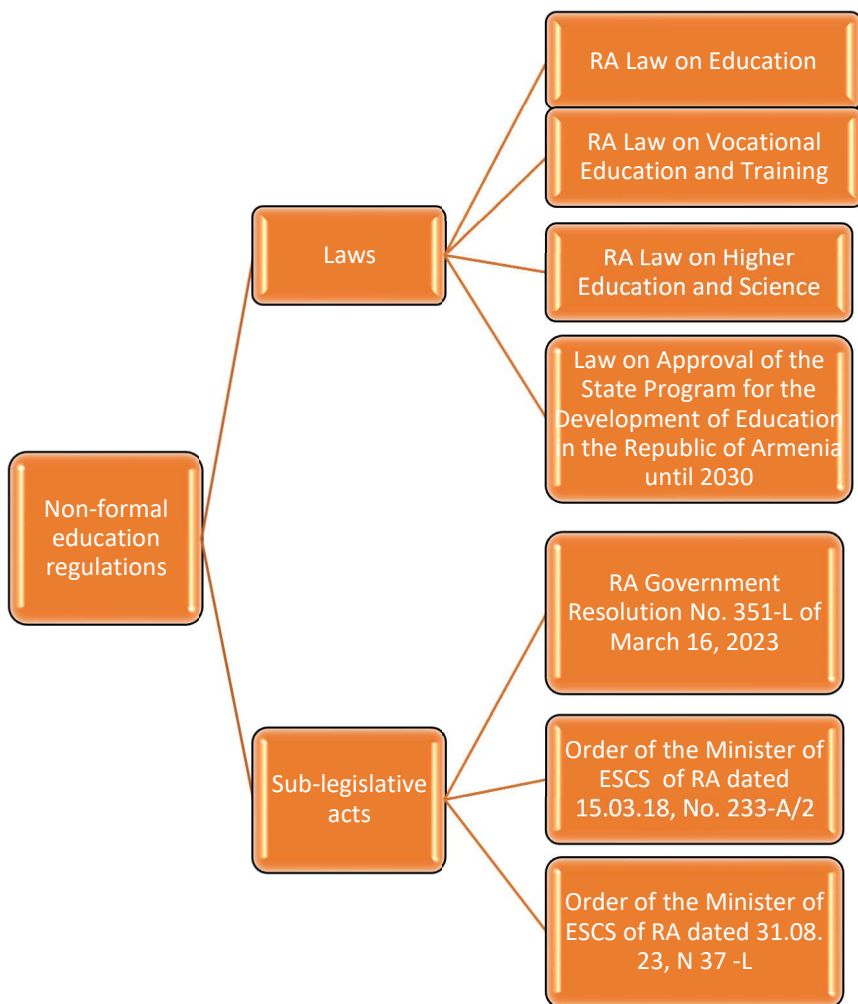 Non-formal
education
regulations
Laws
RA Law on Education
RA Law on Vocational
Education and Training
RA Law on Higher
Education and Science
Law on Approval of the
State Program for the
Development of Education
in the Republic of Armenia
until 2030
Sub-legislative
acts
RA Government
Resolution No. 351-L of
March 16, 2023
Order of the Minister of
ESCS of RA dated
15.03.18, No. 233-A/2
Order of the Minister of
ESCS of RA dated 31.08.
23, N 37 -L